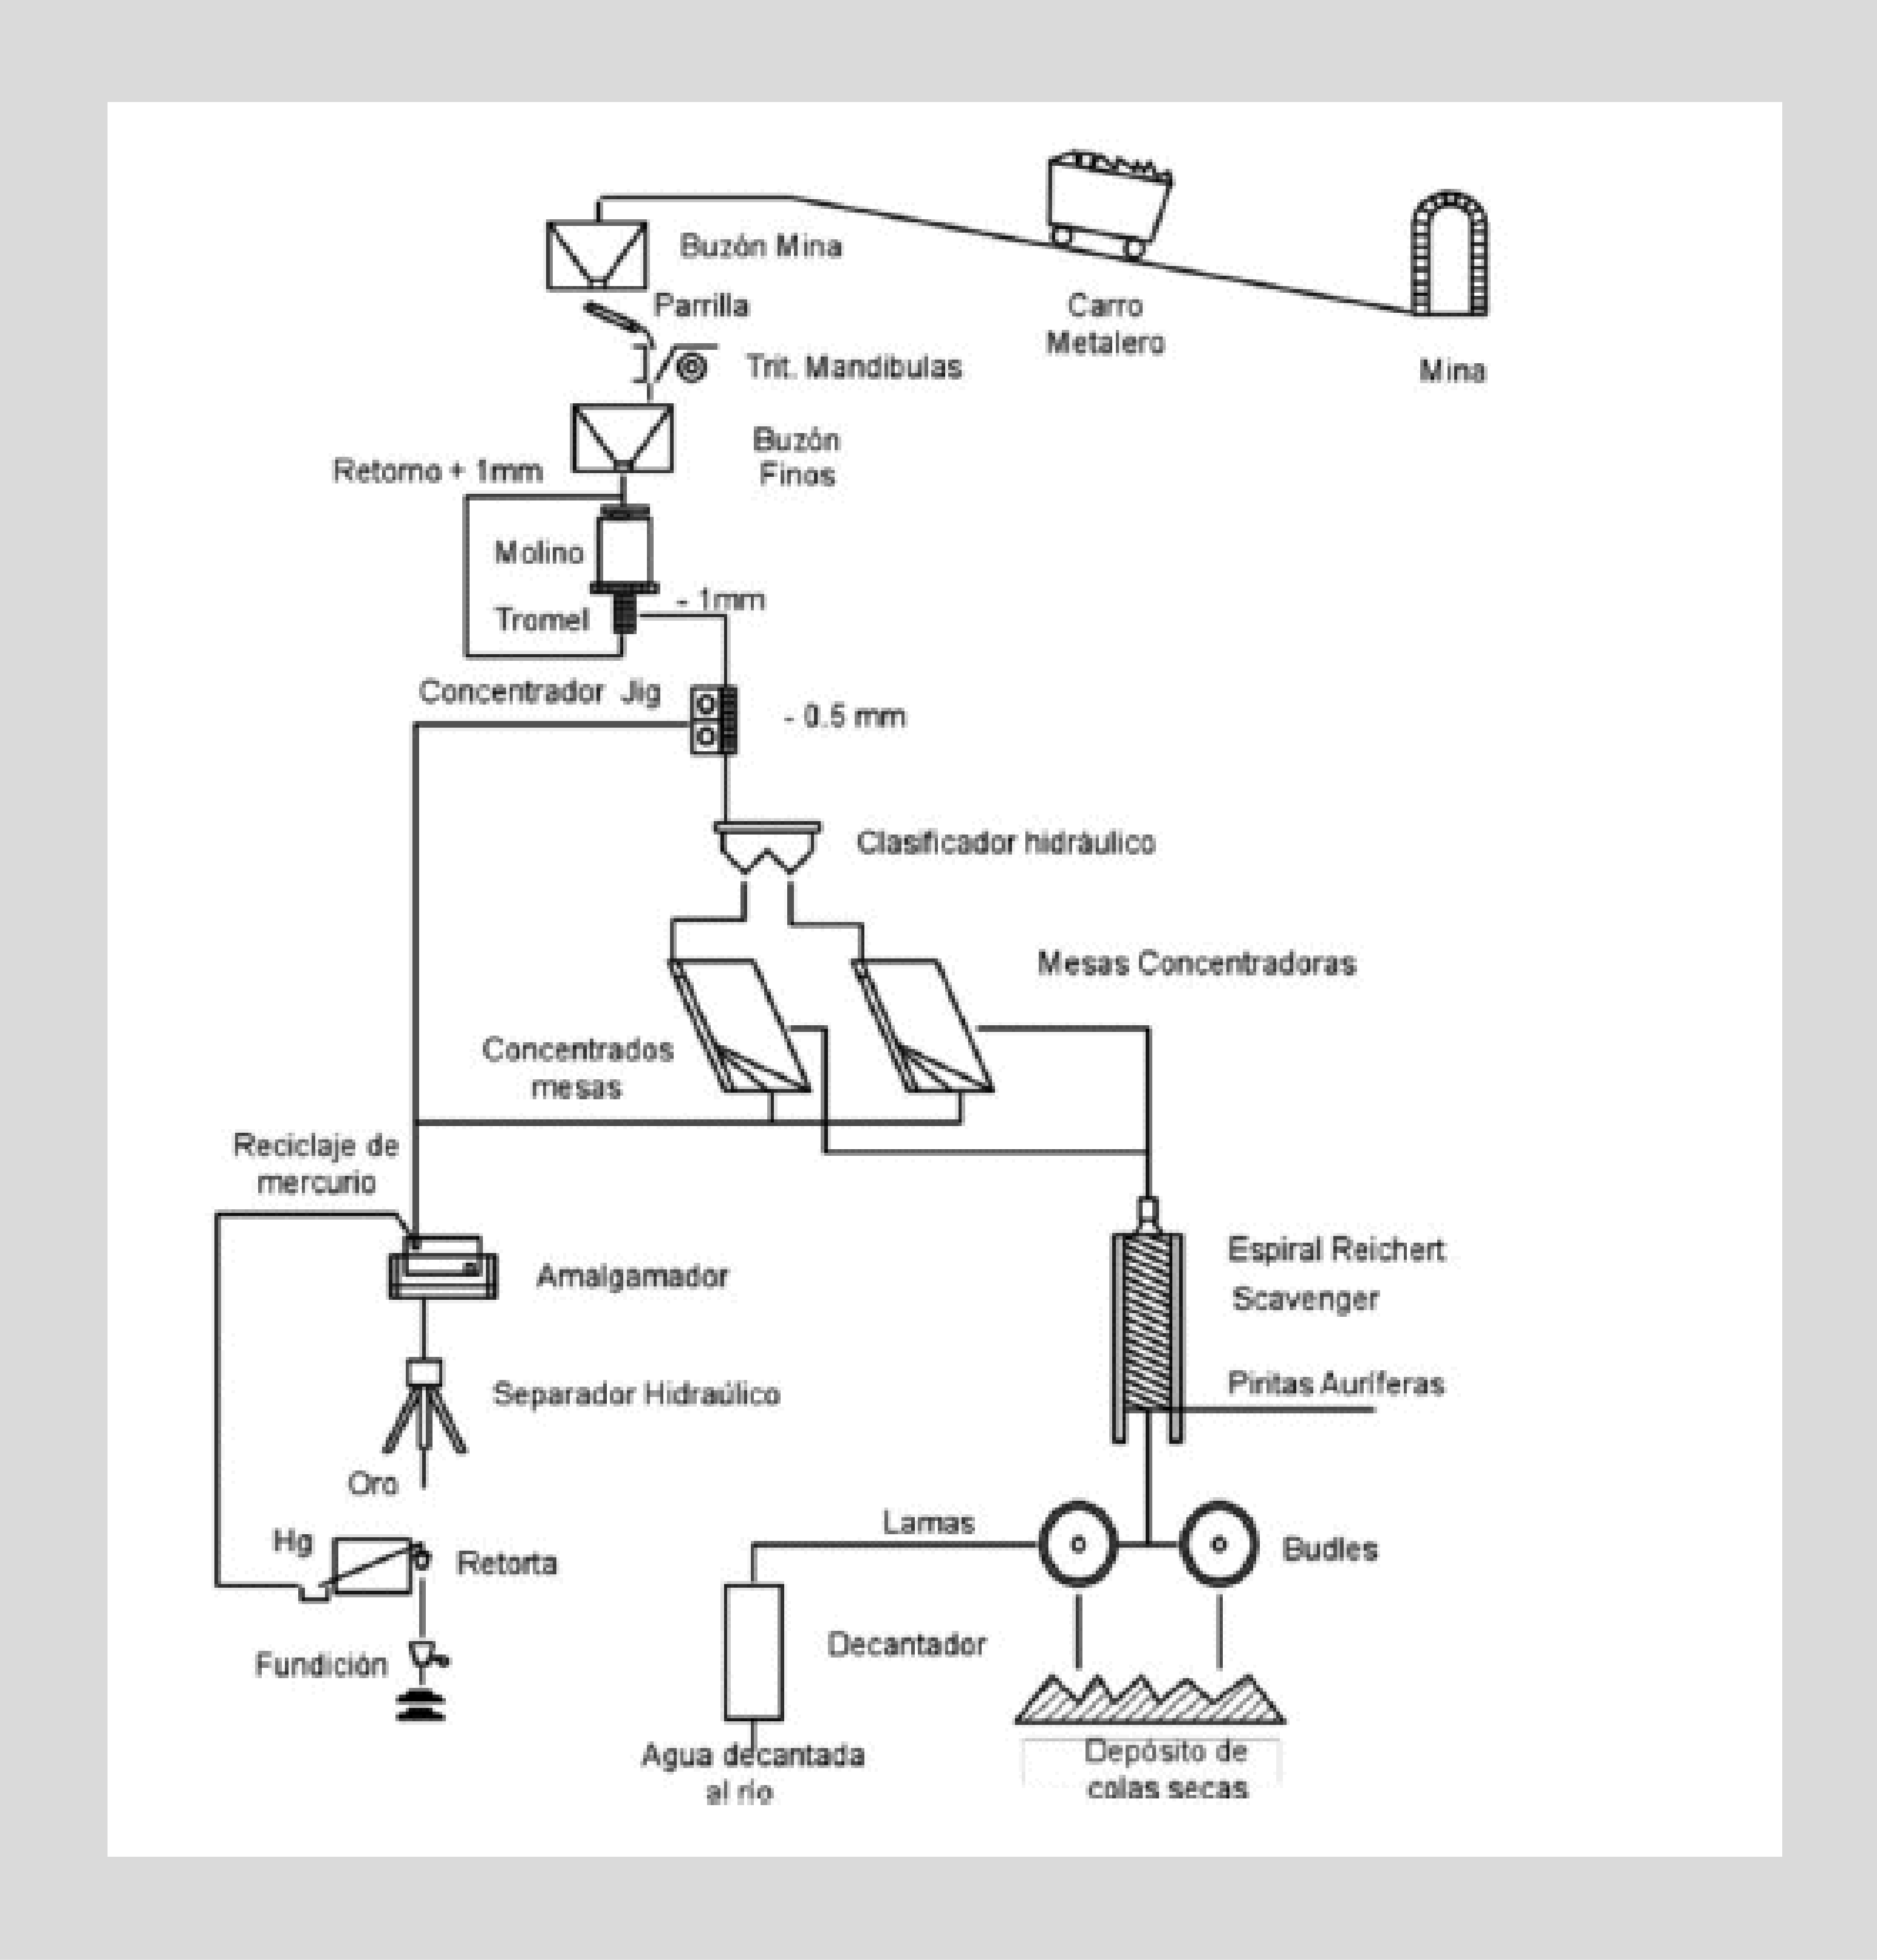 Buzón Mina
Parrilla
Carro
Metalero
Mina
Trit. Mandibulas
Buzón
Finos
Retorno + 1mm
Molino
- 1mm
Tromel
Concentrador Jig
- 0.5 mm
Clasificador hidráulico
Mesas Concentradoras
Concentrados
mesas
Reciclaje de
mercurio
Amalgamador
Espiral Reichert
Scavenger
Separador Hidraúlico
Piritas Auríferas
Oro
Lamas
Hg
Retorta
Budles
Decantador
Fundición
Agua decantada
al río
Depósito de
colas secas